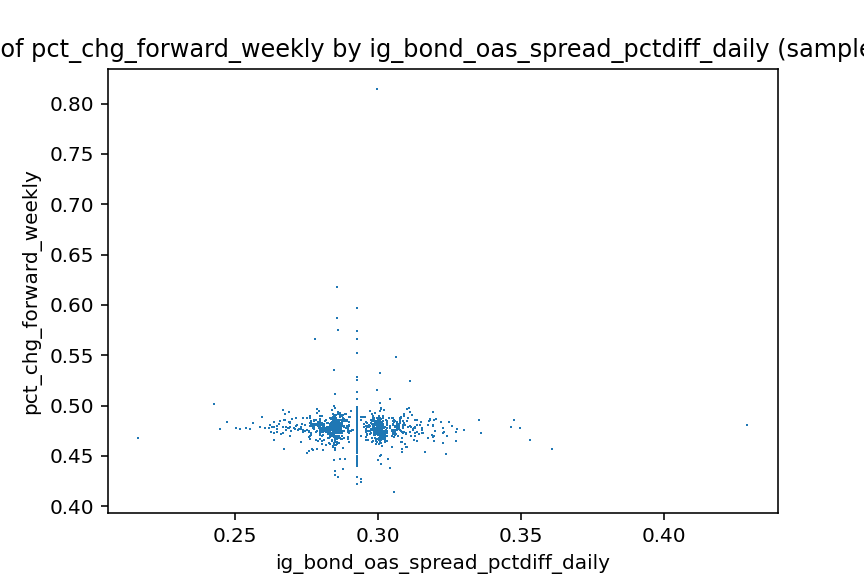 of pct_chg_forward_weekly by ig_bond_oas_spread_pctdiff_daily (sample
0.80
0.75
0.70
0.65
0.60
0.55
0.50
0.45
0.40
pct_chg_forward_weekly
0.25 0.30 0.35 0.40
ig_bond_oas_spread_pctdiff_daily